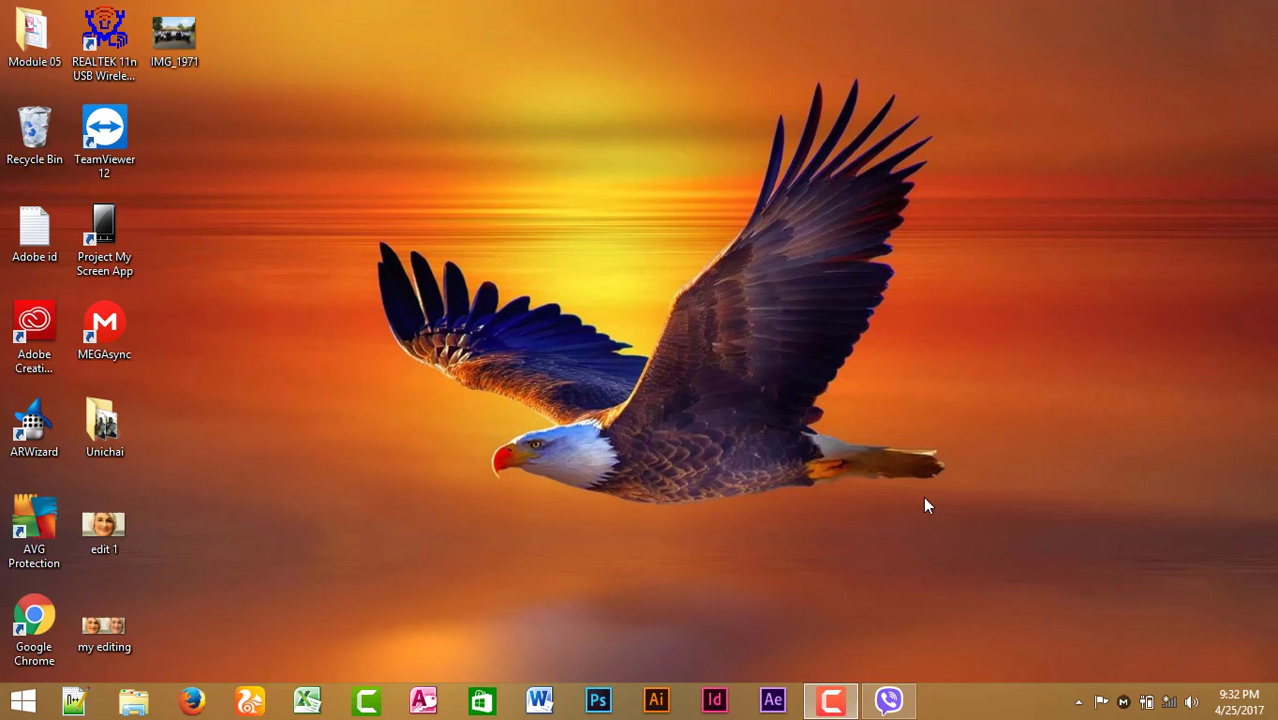 Module 05
REALTEK 11n
USB Wirele...
IMG_1971
Recycle Bin
TeamViewer
12
Adobe id
Project My
Screen App
Adobe
Creati...
MEGAsync
ARWizard
Unichai
AVG
Protection
edit 1
Google
Chrome
my editing
Ps
Ai
Id
Ae
9:32 PM
4/25/2017